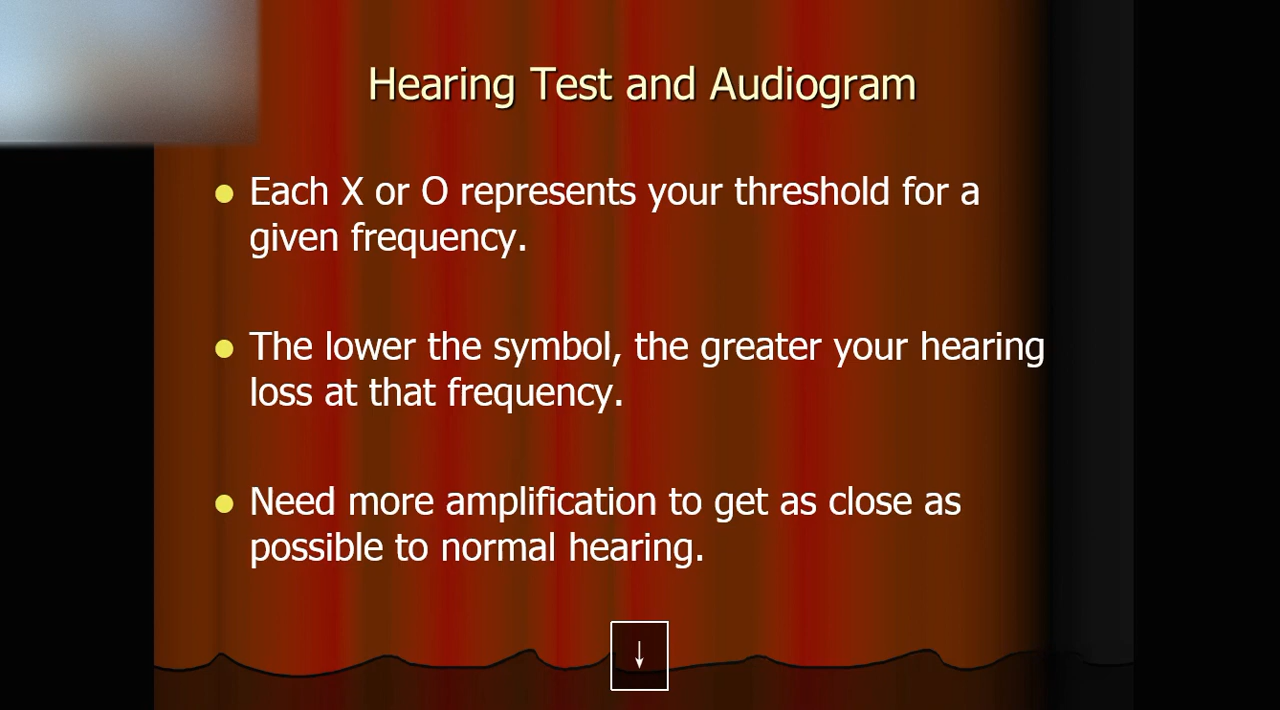 Hearing Test and Audiogram
Each X or O represents your threshold for a
given frequency.
The lower the symbol, the greater your hearing
loss at that frequency.
Need more amplification to get as close as
possible to normal hearing.
↓